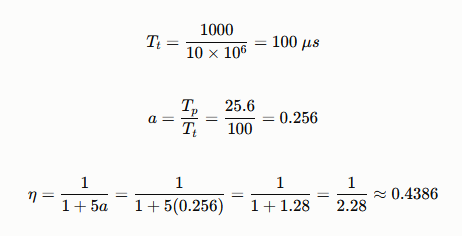 T_t = 1000 / (10 × 10^6) = 100 μs
a = T_p / T_t = 25.6 / 100 = 0.256
η = 1 / (1 + 5a) = 1 / (1 + 5(0.256)) = 1 / (1 + 1.28) = 1 / 2.28 ≈ 0.4386